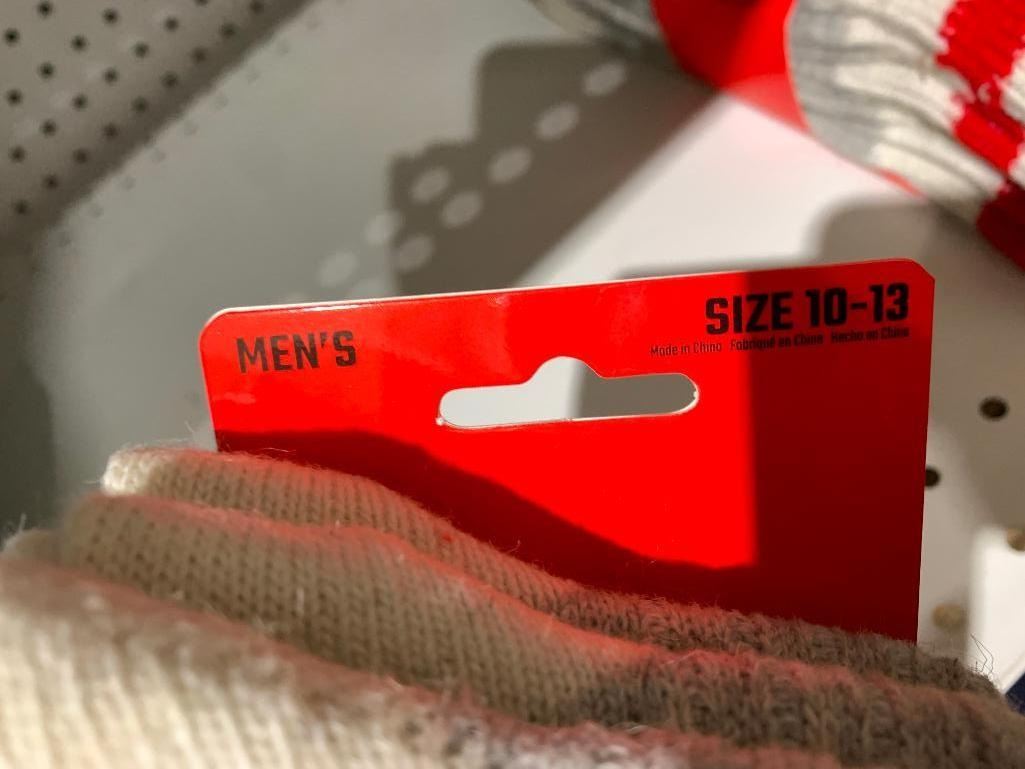 MEN'S
SIZE 10-13
Made in China Fabriqué en Chine Hecho en China